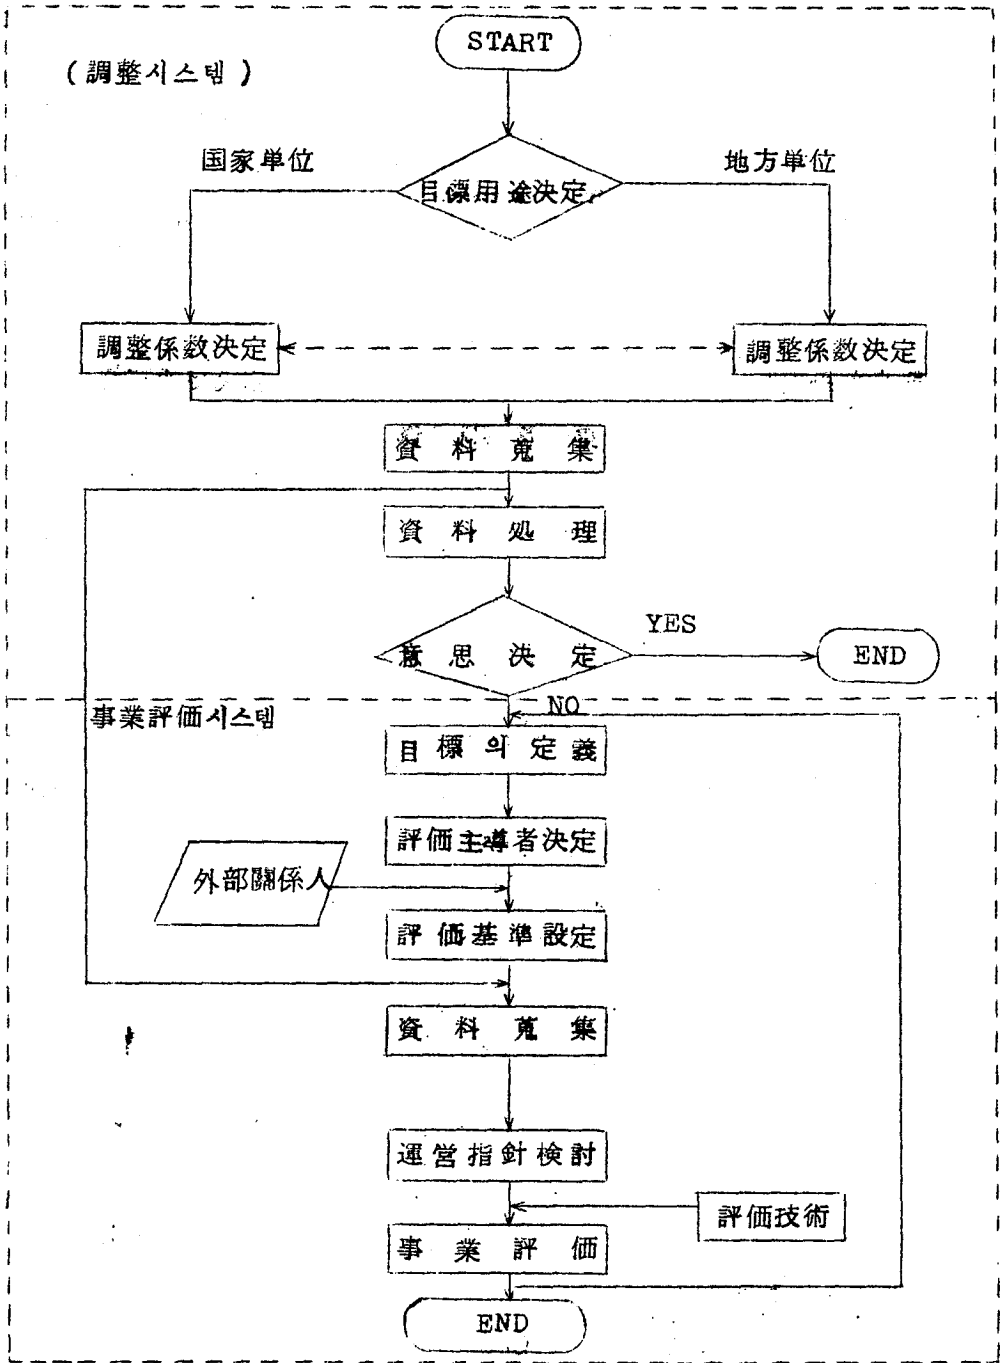 START
(調整시스템)
国家単位
地方単位
目標用途決定
調整係数決定
調整係数決定
資料蒐集
資料処理
意思決定
YES
END
事業評価시스템
NO
目標의定義
評価主導者決定
外部關係人
評価基準設定
資料蒐集
運営指針検討
評価技術
事業評価
END